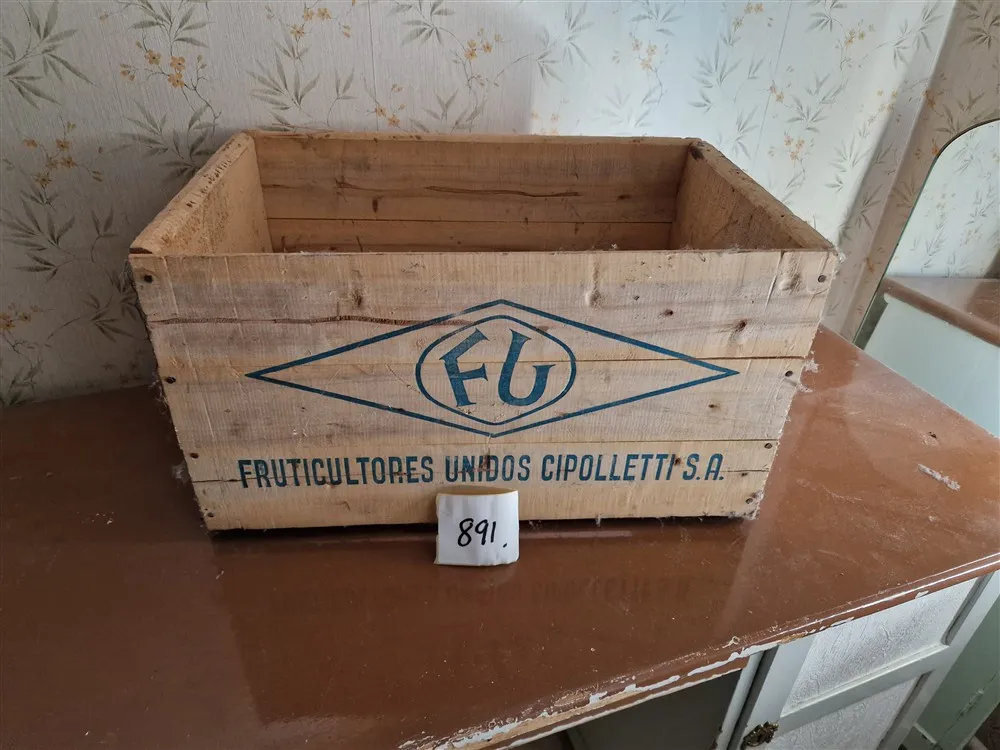 FU
FRUTICULTORES UNIDOS CIPOLLETTI S.A.
891.